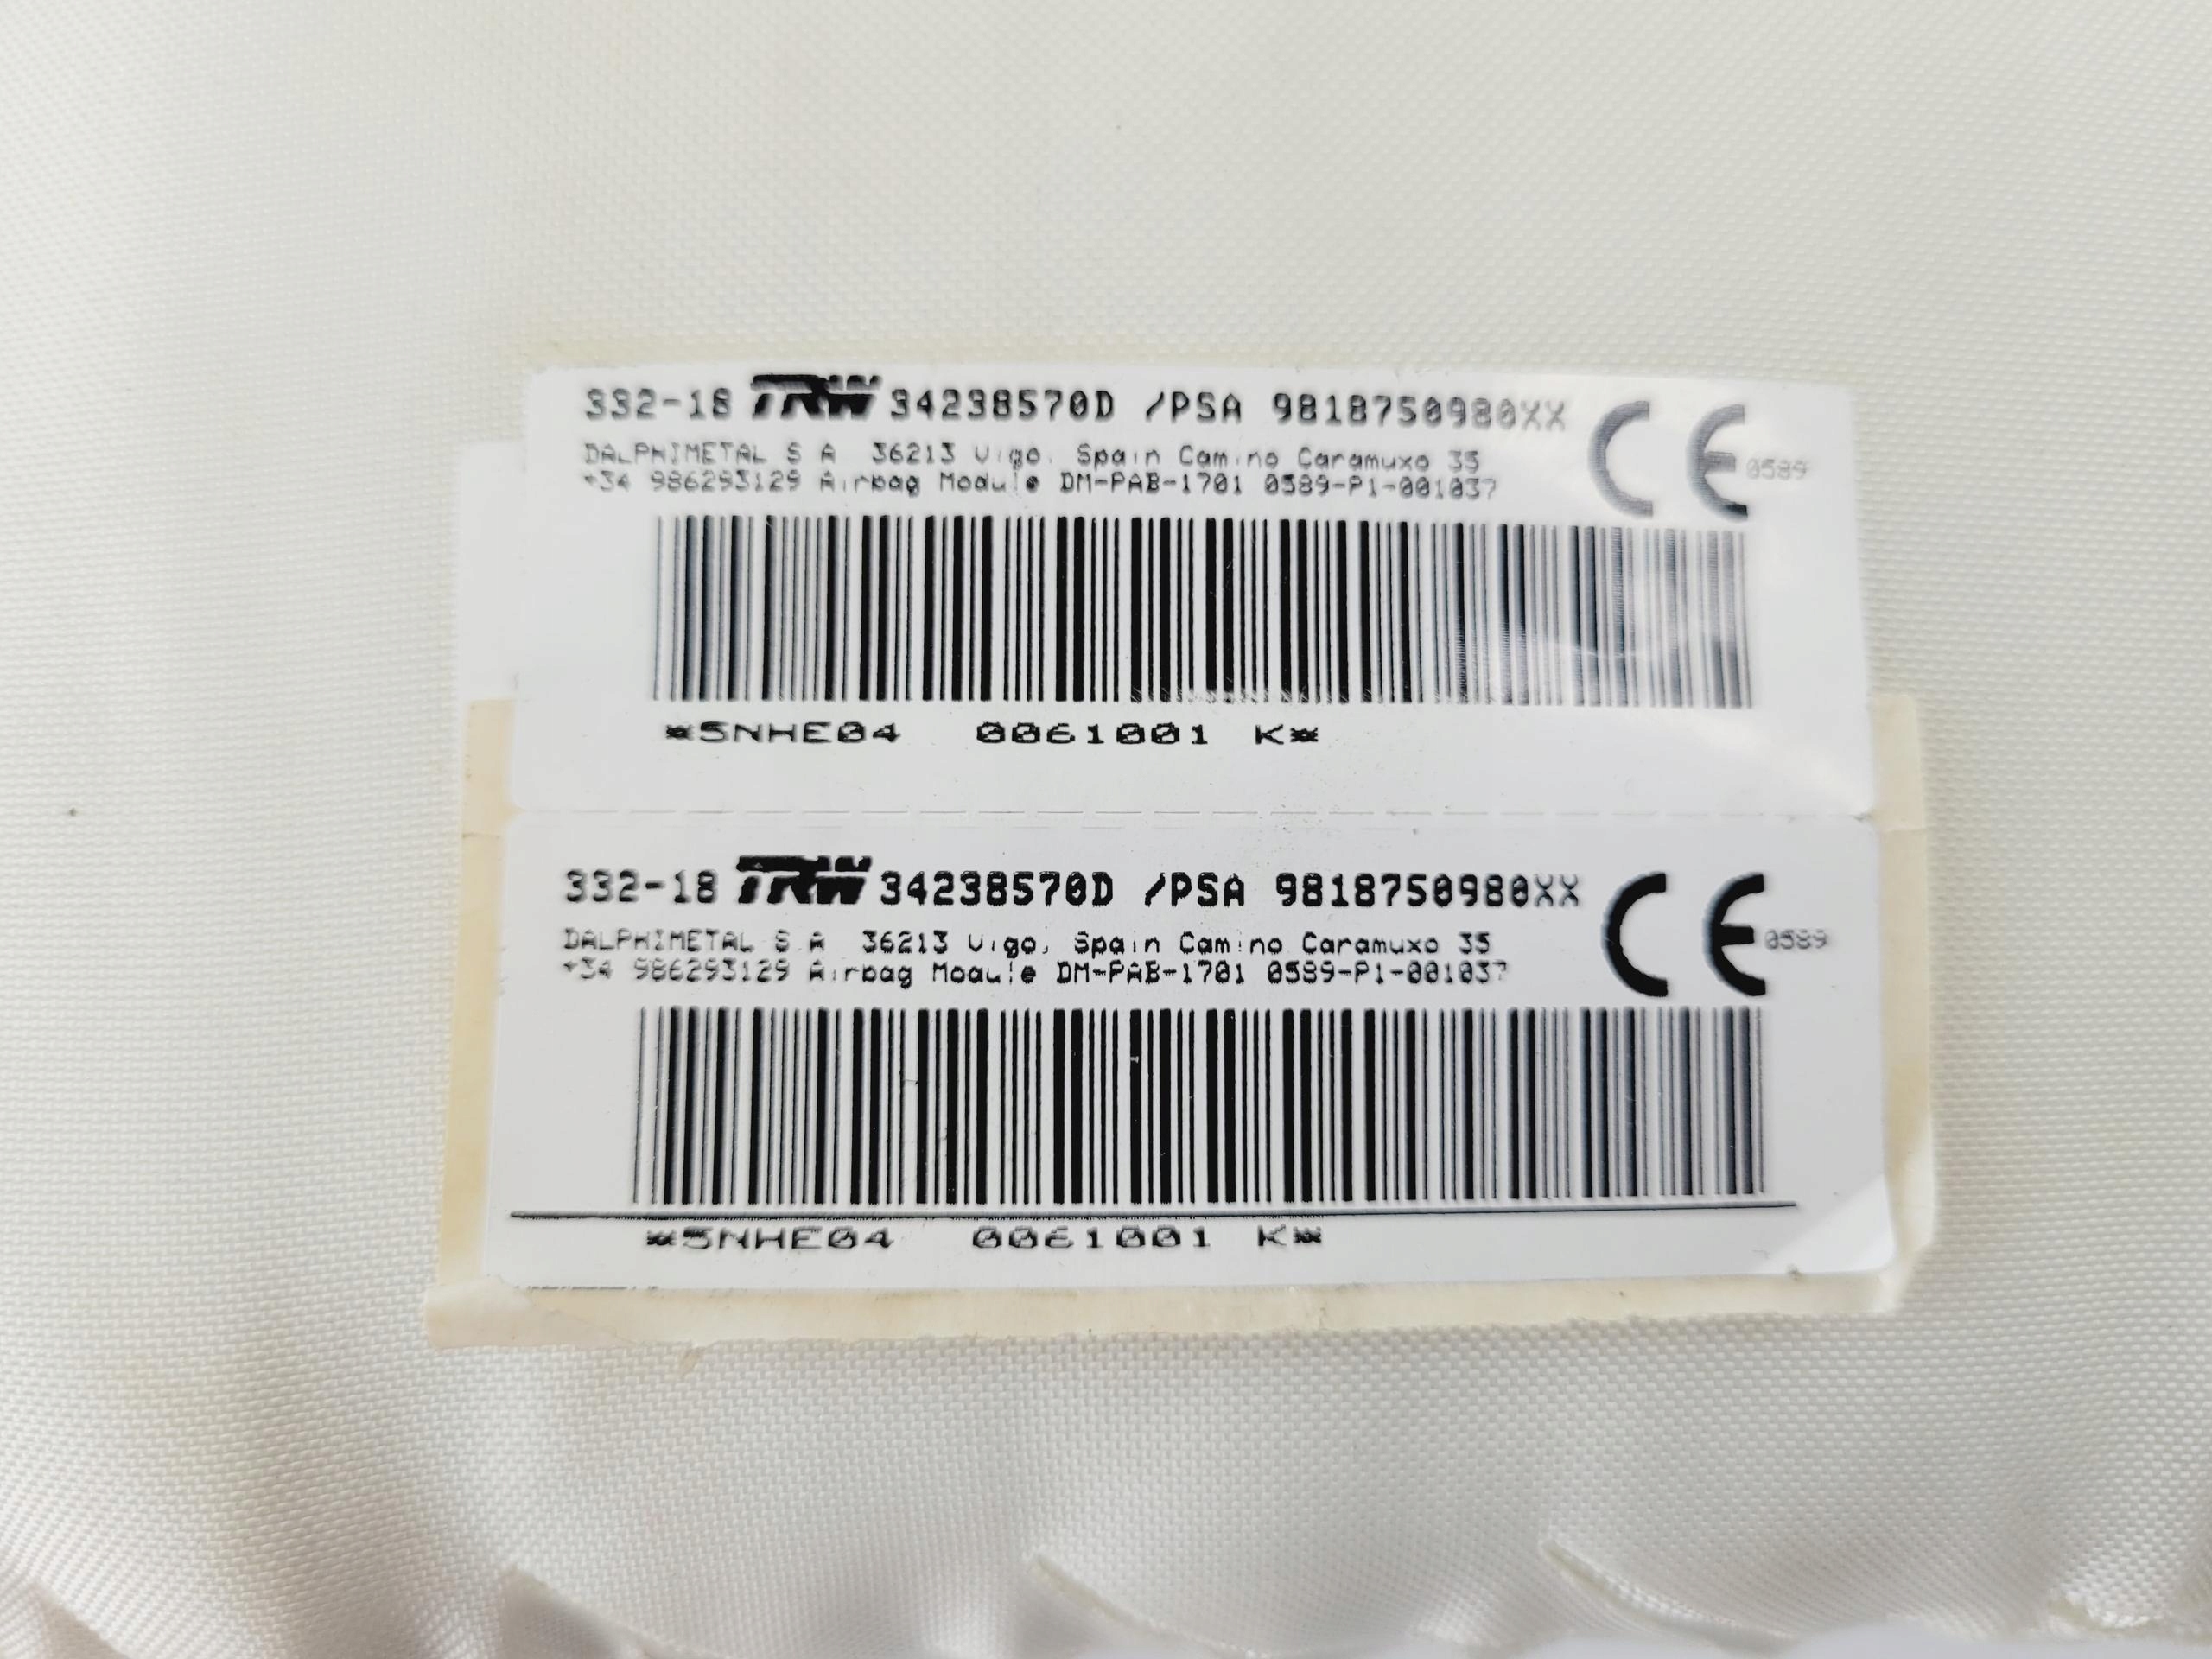 332-18 TRW 34238570D /PSA 9818750980XX CE 0589
DALPHIMETAL S A 36213 Vigo, Spain Camino Caramuxo 35
+34 986293129 Airbag Module DM-PAB-1701 0589-P1-001037
*5NHE04 0061001 K*
332-18 TRW 34238570D /PSA 9818750980XX CE 0589
DALPHIMETAL S A 36213 Vigo, Spain Camino Caramuxo 35
+34 986293129 Airbag Module DM-PAB-1701 0589-P1-001037
*5NHE04 0061001 K*